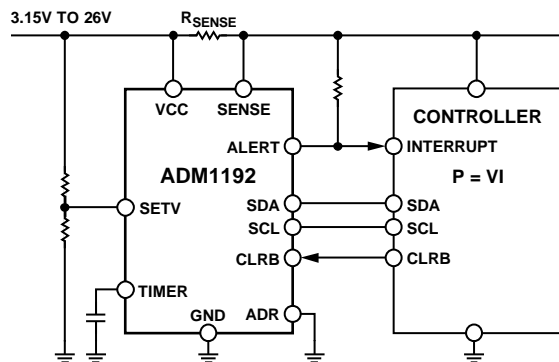 3.15V TO 26V
RSENSE
VCC
SENSE
CONTROLLER
ALERT
INTERRUPT
ADM1192
P = VI
SETV
SDA
SDA
SCL
SCL
CLRB
CLRB
TIMER
GND
ADR